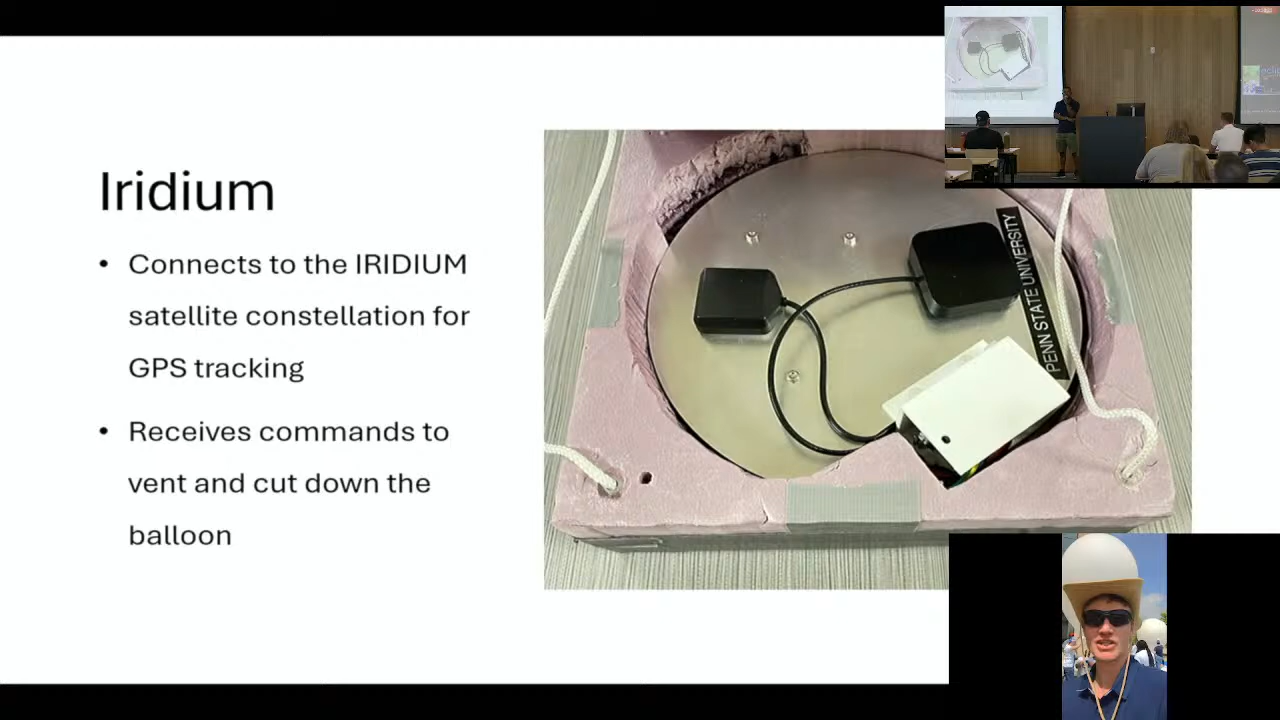 Iridium
• Connects to the IRIDIUM
satellite constellation for
GPS tracking
• Receives commands to
vent and cut down the
balloon
PENN STATE UNIVERSITY